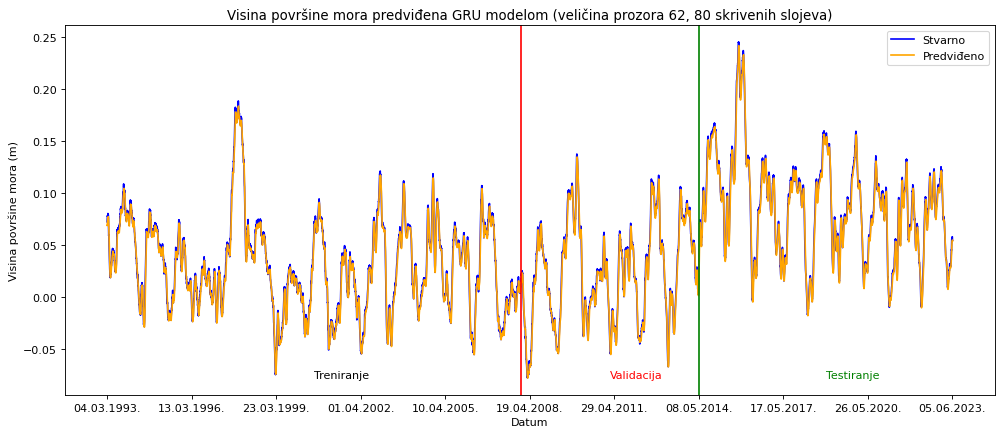 Visina površine mora predviđena GRU modelom (veličina prozora 62, 80 skrivenih slojeva)
Stvarno
Predviđeno
0.25
0.20
0.15
0.10
0.05
0.00
−0.05
Visina površine mora (m)
Treniranje
Validacija
Testiranje
04.03.1993.
13.03.1996.
23.03.1999.
01.04.2002.
10.04.2005.
19.04.2008.
29.04.2011.
08.05.2014.
17.05.2017.
26.05.2020.
05.06.2023.
Datum